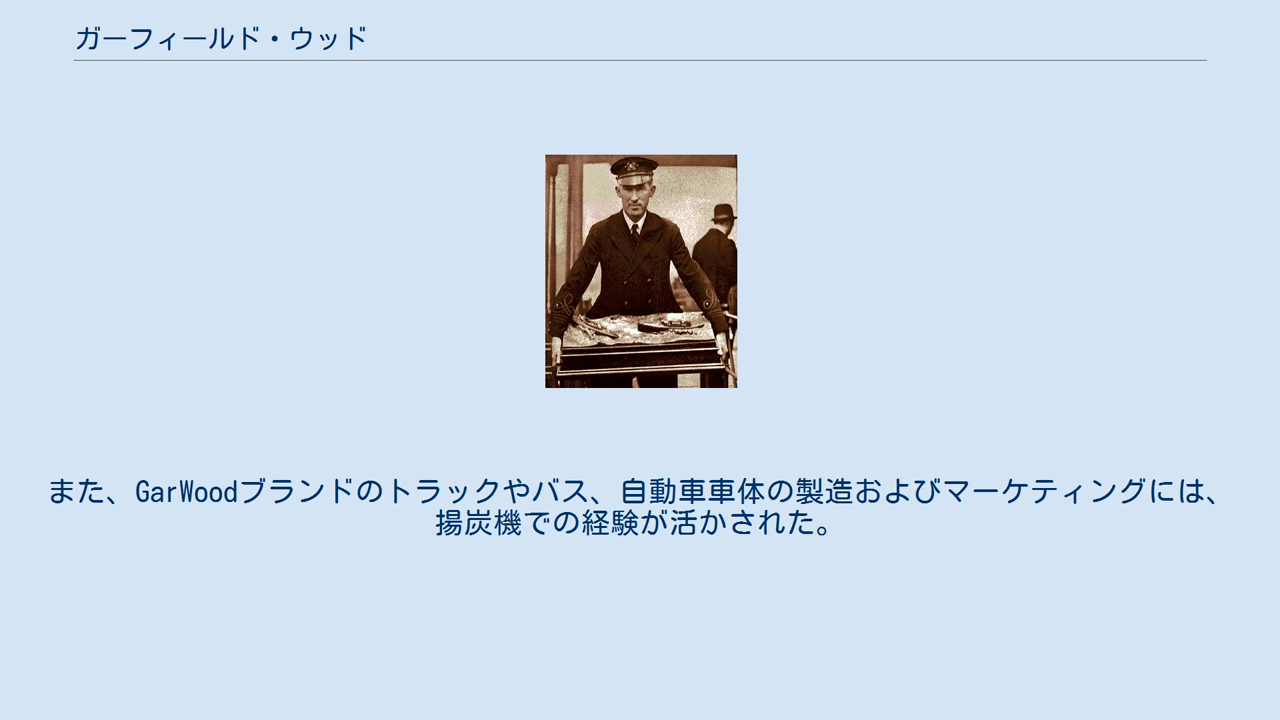 ガーフィールド・ウッド
また、GarWoodブランドのトラックやバス、自動車車体の製造およびマーケティングには、
揚炭機での経験が活かされた。